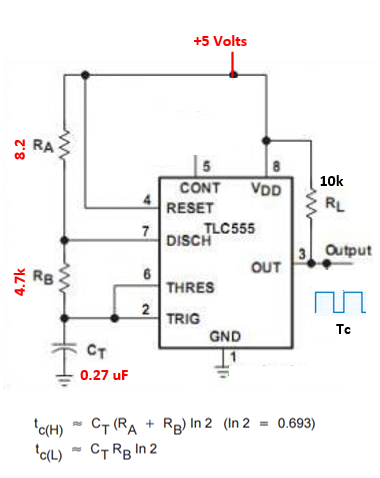 +5 Volts
8.2
RA
5
8
CONT
VDD
10k
RL
4
RESET
7
TLC555
DISCH
3
Output
OUT
4.7k
RB
6
THRES
2
TRIG
Tc
GND
1
CT
0.27 uF
tc(H) ≈ CT (RA + RB) ln 2 (ln 2 = 0.693)
tc(L) ≈ CT RB ln 2